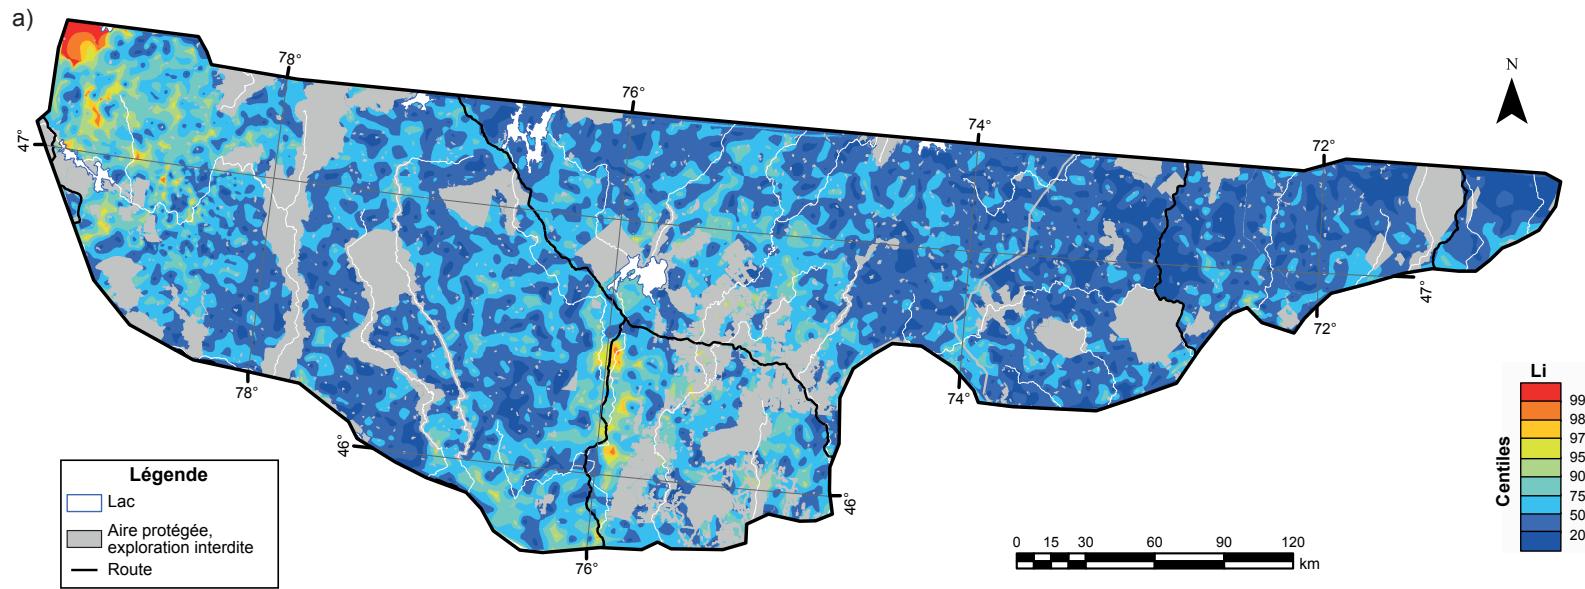 a)
N
78°
76°
74°
72°
47°
47°
72°
74°
78°
46°
46°
76°
Légende
Lac
Aire protégée,
exploration interdite
Route
0 15 30 60 90 120
km
Li
Centiles
99
98
97
95
90
75
50
20